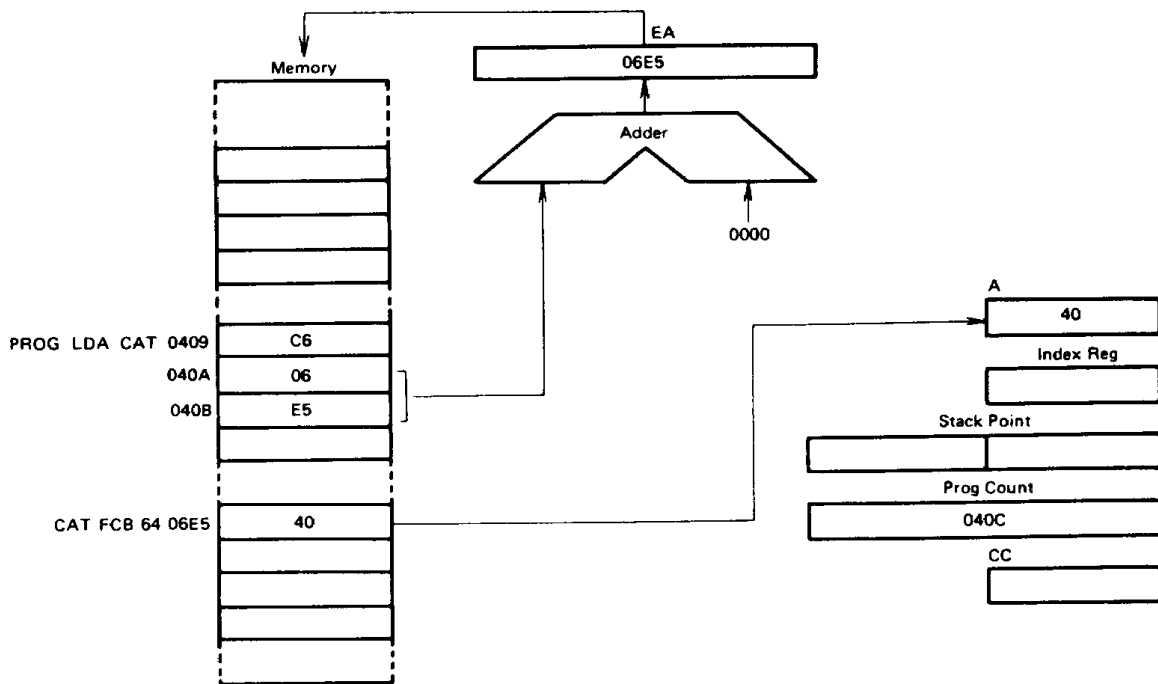 EA
06E5
Memory
Adder
0000
A
40
PROG LDA CAT 0409 C6
Index Reg
040A 06
040B E5
Stack Point
Prog Count
CAT FCB 64 06E5 40
040C
CC